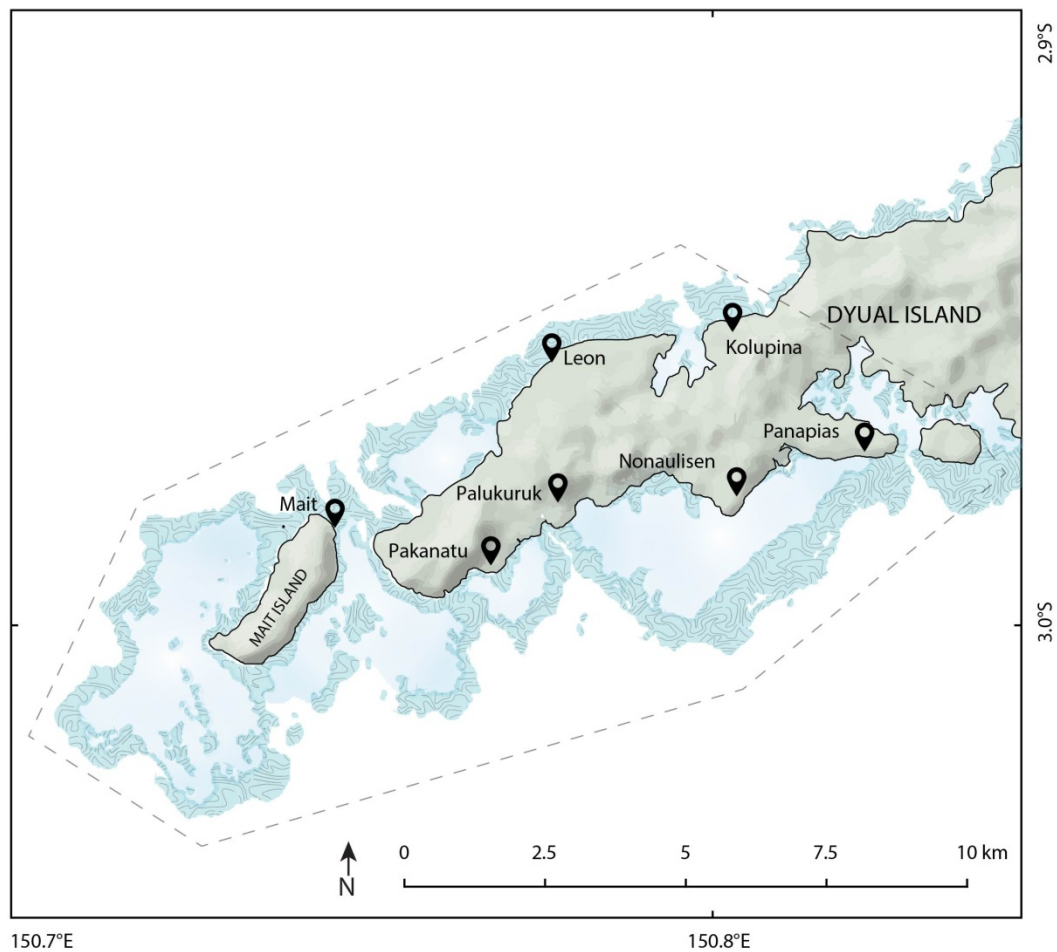 2.9°S
DYUAL ISLAND
Kolupina
Leon
Panapias
Nonaulisen
Palukuruk
Mait
Pakanatu
MAIT ISLAND
3.0°S
0 2.5 5 7.5 10 km
N
150.7°E 150.8°E